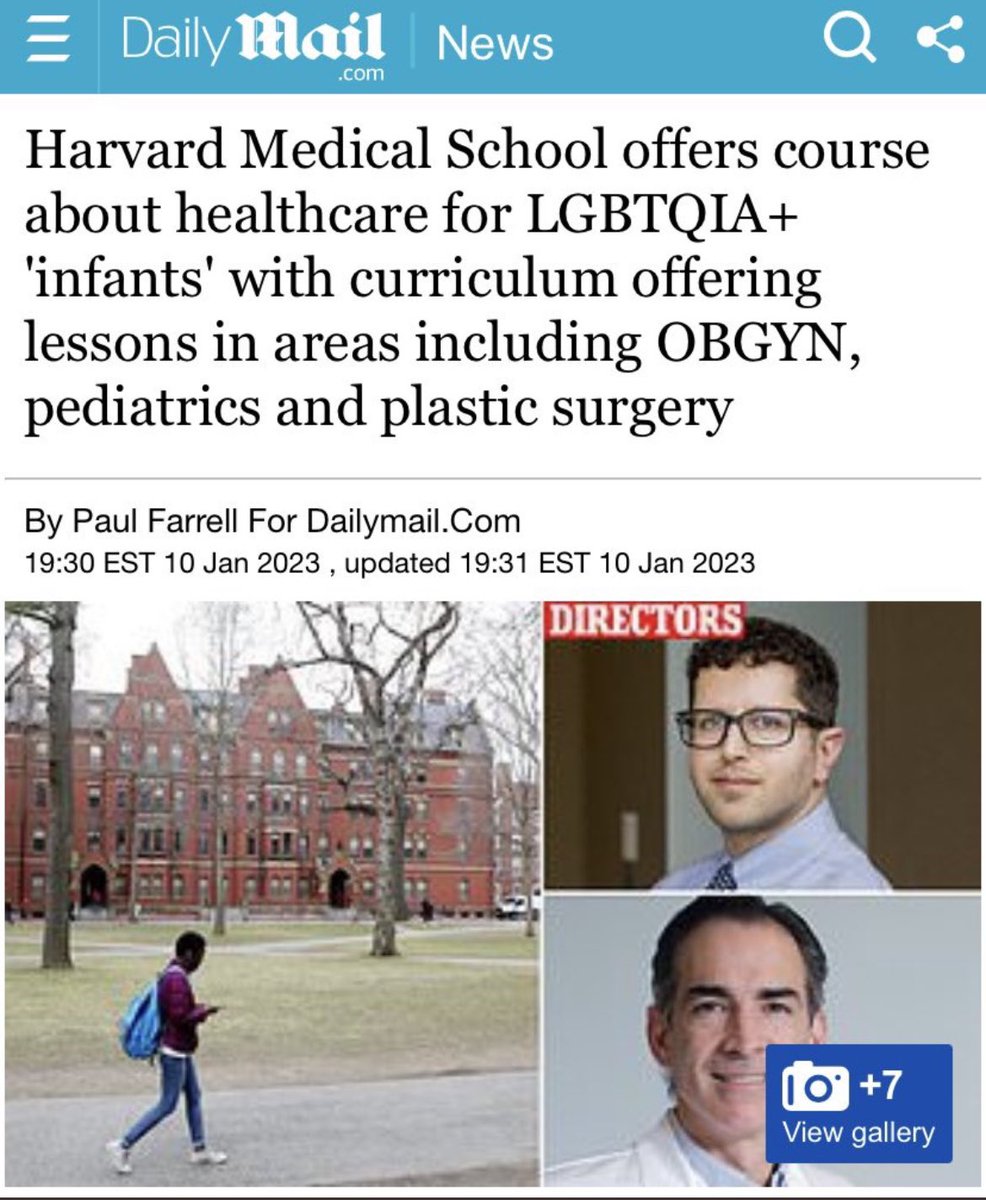 Daily Mail .com News
Harvard Medical School offers course
about healthcare for LGBTQIA+
'infants' with curriculum offering
lessons in areas including OBGYN,
pediatrics and plastic surgery
By Paul Farrell For Dailymail.Com
19:30 EST 10 Jan 2023 , updated 19:31 EST 10 Jan 2023
DIRECTORS
+7
View gallery